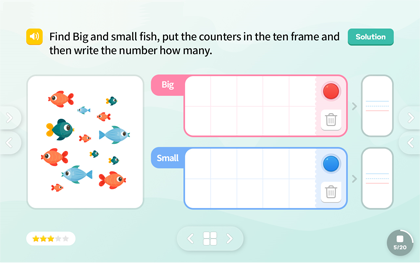 Find Big and small fish, put the counters in the ten frame and
then write the number how many.
Solution
Big
Small
5/20